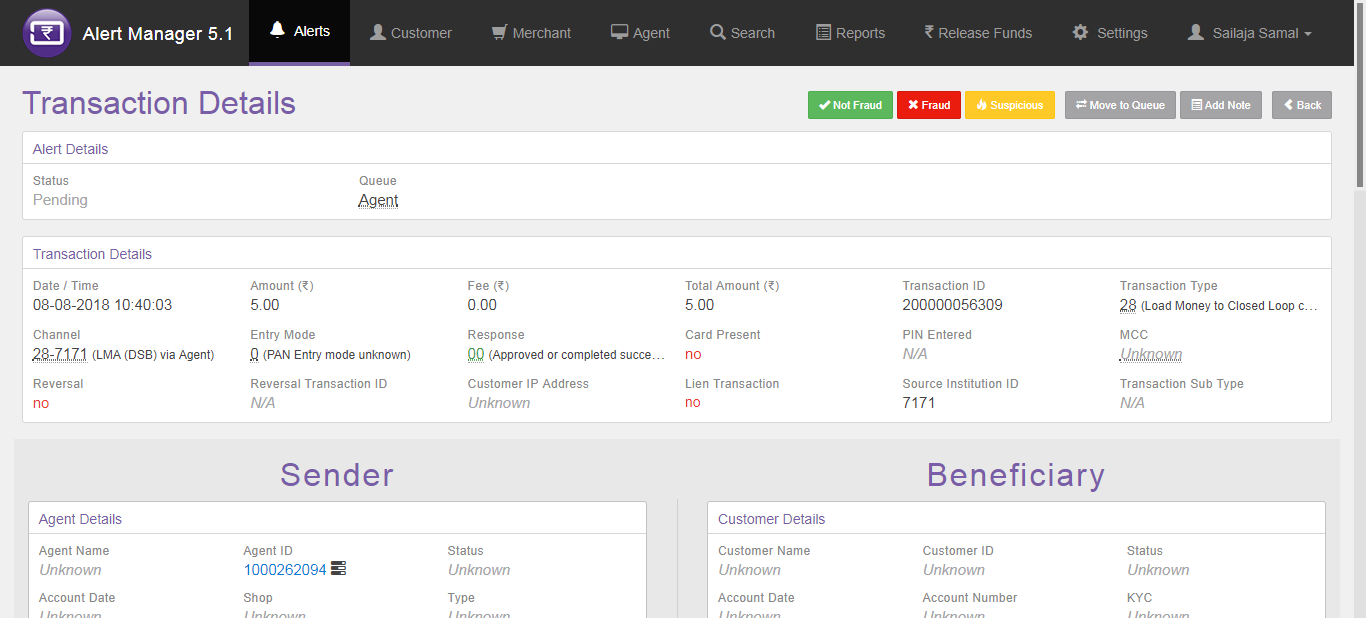 Alert Manager 5.1 Alerts Customer Merchant Agent Search Reports ₹ Release Funds Settings Sailaja Samal
Transaction Details Not Fraud Fraud Suspicious Move to Queue Add Note Back
Alert Details
Status Queue
Pending Agent
Transaction Details
Date / Time Amount (₹) Fee (₹) Total Amount (₹) Transaction ID Transaction Type
08-08-2018 10:40:03 5.00 0.00 5.00 200000056309 28 (Load Money to Closed Loop c…
Channel Entry Mode Response Card Present PIN Entered MCC
28-7171 (LMA (DSB) via Agent) 0 (PAN Entry mode unknown) 00 (Approved or completed succe… no N/A Unknown
Reversal Reversal Transaction ID Customer IP Address Lien Transaction Source Institution ID Transaction Sub Type
no N/A Unknown no 7171 N/A
Sender Beneficiary
Agent Details Customer Details
Agent Name Agent ID Status Customer Name Customer ID Status
Unknown 1000262094 Unknown Unknown Unknown Unknown
Account Date Shop Type Account Date Account Number KYC
Unknown Unknown Unknown Unknown Unknown Unknown